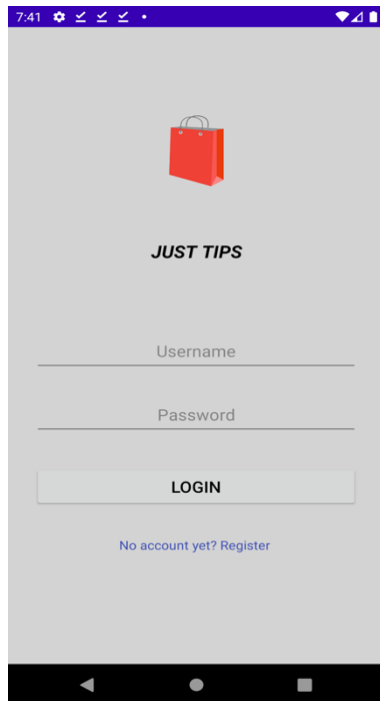 7:41
JUST TIPS
Username
Password
LOGIN
No account yet? Register